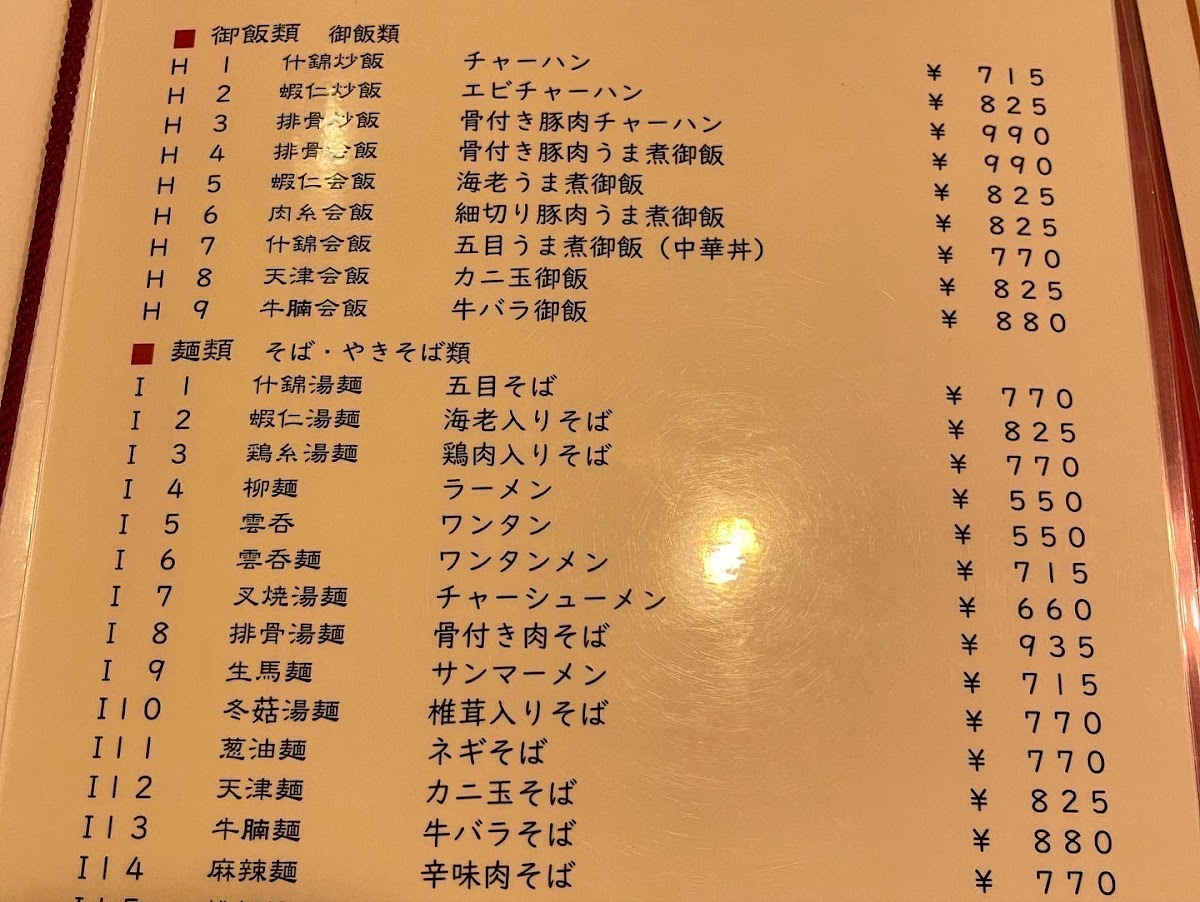 ■ 御飯類 御飯類
H 1 什錦炒飯 チャーハン ¥ 715
H 2 蝦仁炒飯 エビチャーハン ¥ 825
H 3 排骨炒飯 骨付き豚肉チャーハン ¥ 990
H 4 排骨会飯 骨付き豚肉うま煮御飯 ¥ 990
H 5 蝦仁会飯 海老うま煮御飯 ¥ 825
H 6 肉糸会飯 細切り豚肉うま煮御飯 ¥ 825
H 7 什錦会飯 五目うま煮御飯（中華丼） ¥ 770
H 8 天津会飯 カニ玉御飯 ¥ 825
H 9 牛腩会飯 牛バラ御飯 ¥ 880
■ 麺類 そば・やきそば類
I 1 什錦湯麺 五目そば ¥ 770
I 2 蝦仁湯麺 海老入りそば ¥ 825
I 3 鶏糸湯麺 鶏肉入りそば ¥ 770
I 4 柳麺 ラーメン ¥ 550
I 5 雲呑 ワンタン ¥ 550
I 6 雲呑麺 ワンタンメン ¥ 715
I 7 叉焼湯麺 チャーシューメン ¥ 660
I 8 排骨湯麺 骨付き肉そば ¥ 935
I 9 生馬麺 サンマーメン ¥ 715
I10 冬菇湯麺 椎茸入りそば ¥ 770
I11 葱油麺 ネギそば ¥ 770
I12 天津麺 カニ玉そば ¥ 825
I13 牛腩麺 牛バラそば ¥ 880
I14 麻辣麺 辛味肉そば ¥ 770